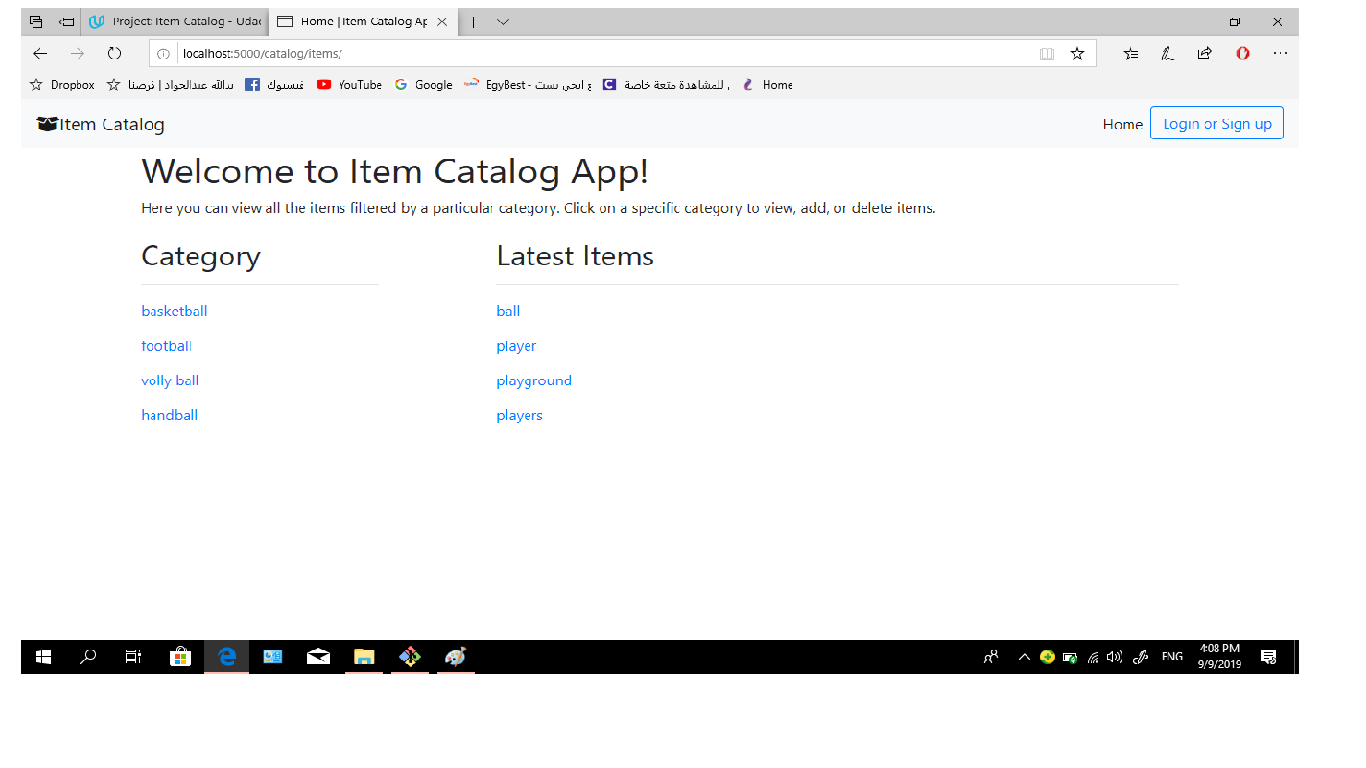 Project: Item Catalog - Udac
Home | Item Catalog Ap
localhost:5000/catalog/items/
Dropbox
فيسبوك
YouTube
Google
EgyBest - ايجي بست
للمشاهدة متعة خاصة
Home
Item Catalog
Home
Login or Sign up
Welcome to Item Catalog App!
Here you can view all the items filtered by a particular category. Click on a specific category to view, add, or delete items.
Category
Latest Items
basketball
ball
football
player
volly ball
playground
handball
players
ENG
4:08 PM
9/9/2019